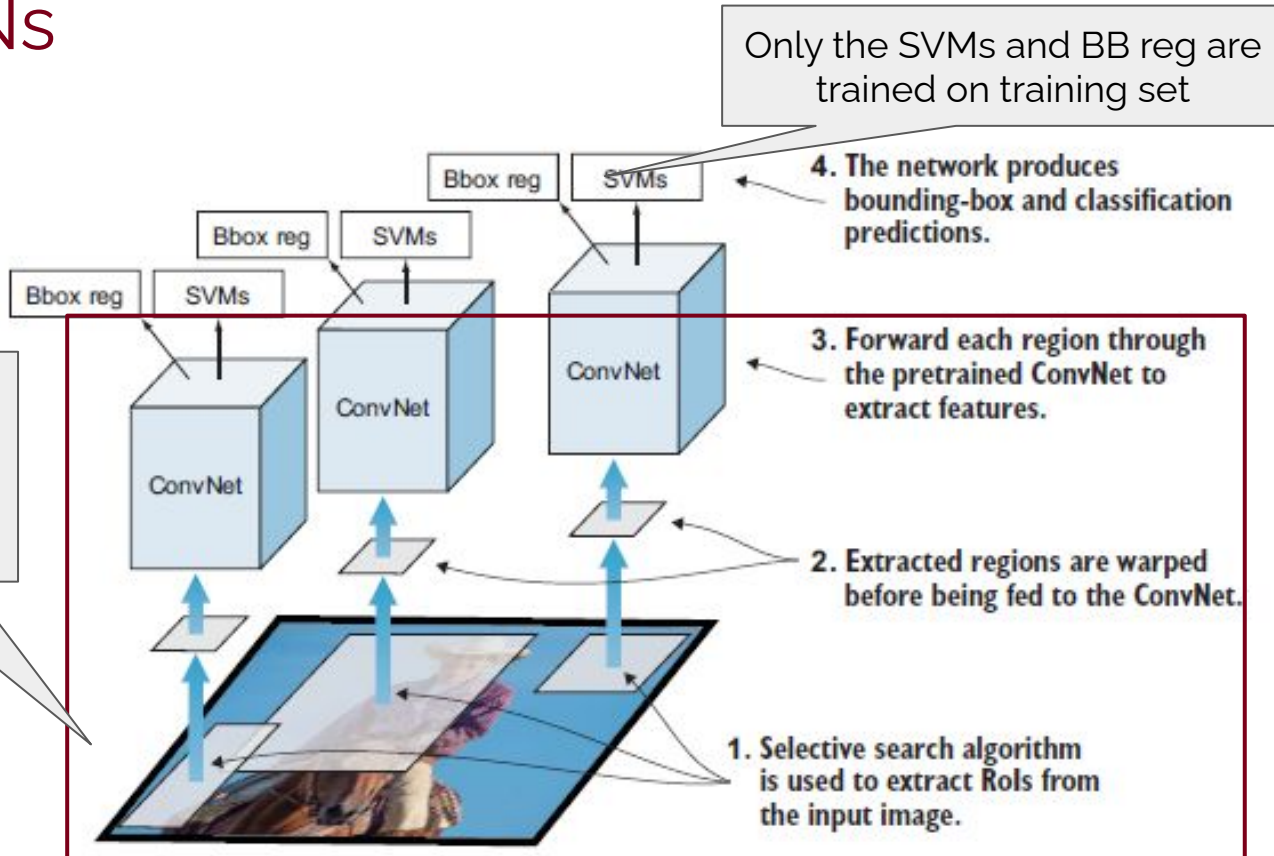 Ns
Only the SVMs and BB reg are
trained on training set
Bbox reg
SVMs
4. The network produces
bounding-box and classification
predictions.
Bbox reg
SVMs
Bbox reg
SVMs
3. Forward each region through
the pretrained ConvNet to
extract features.
ConvNet
ConvNet
ConvNet
2. Extracted regions are warped
before being fed to the ConvNet.
1. Selective search algorithm
is used to extract RoIs from
the input image.